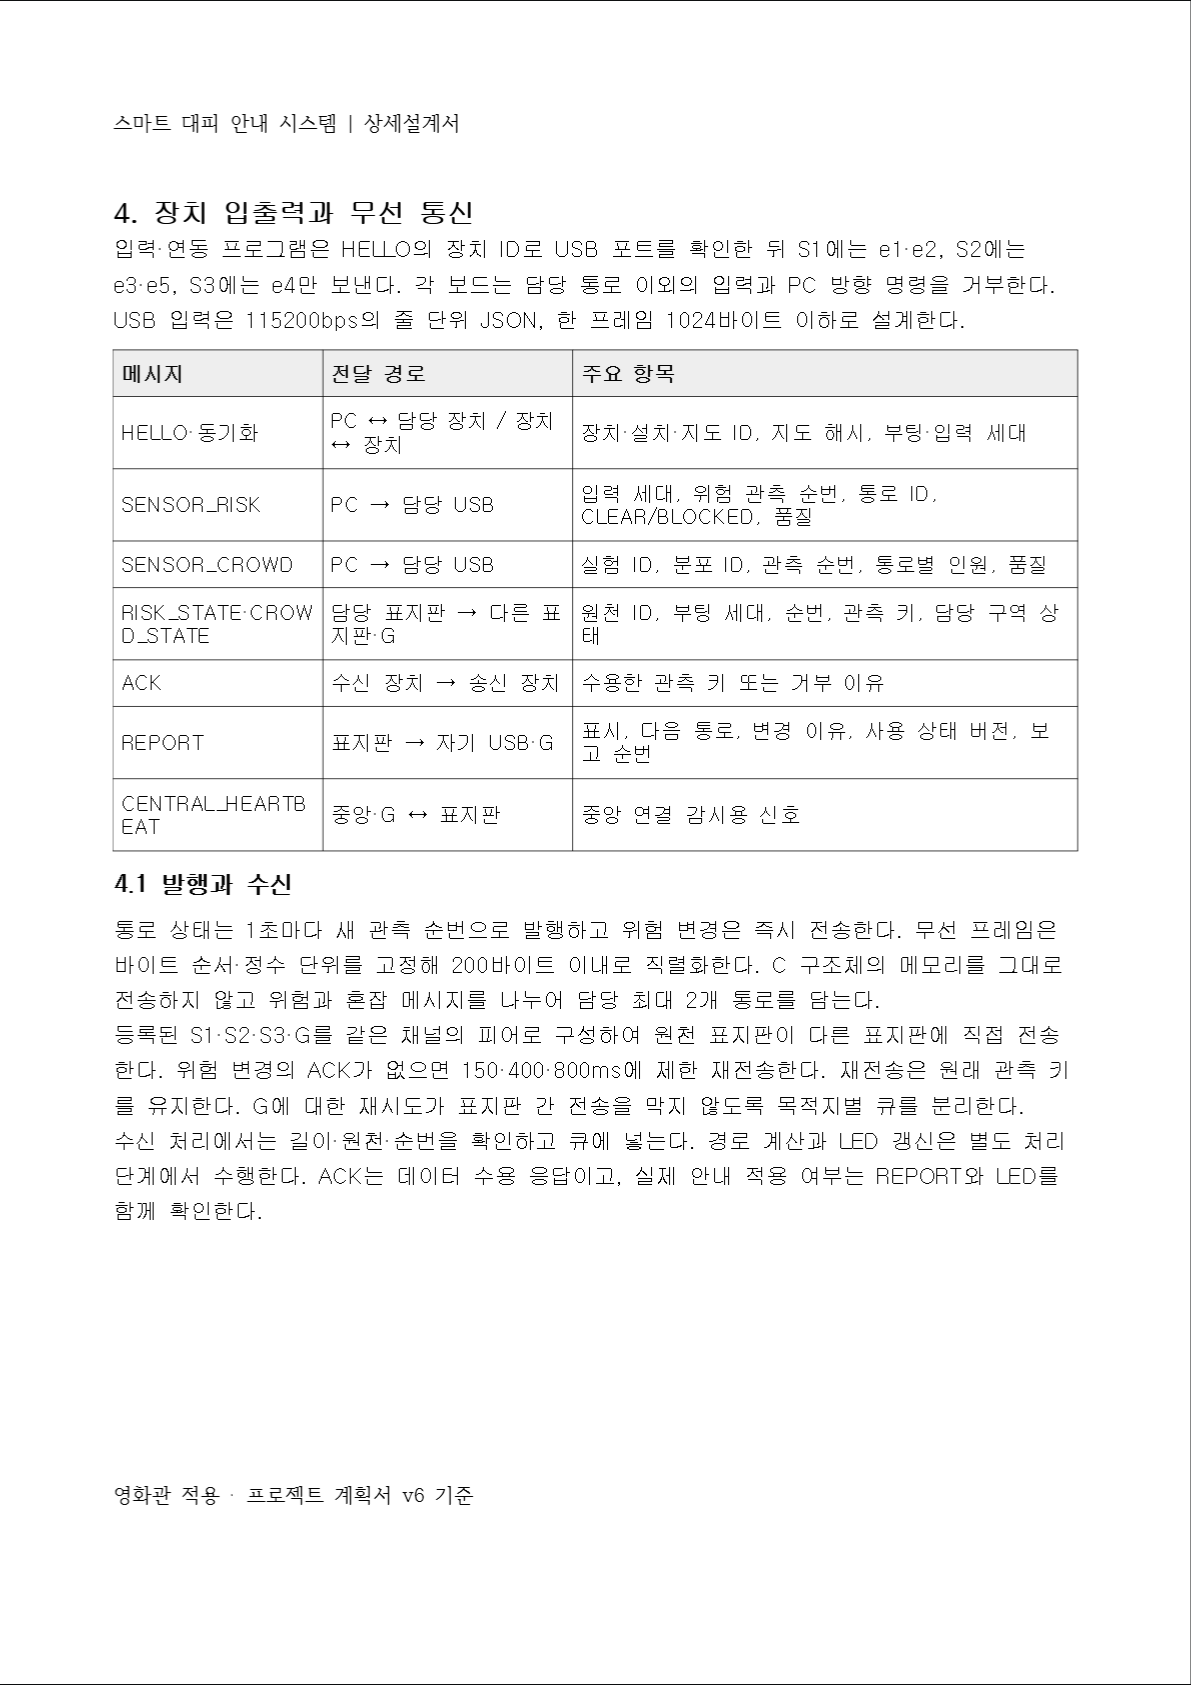 스마트 대피 안내 시스템 | 상세설계서
4. 장치 입출력과 무선 통신
입력·연동 프로그램은 HELLO의 장치 ID로 USB 포트를 확인한 뒤 S1에는 e1·e2, S2에는
e3·e5, S3에는 e4만 보낸다. 각 보드는 담당 통로 이외의 입력과 PC 방향 명령을 거부한다.
USB 입력은 115200bps의 줄 단위 JSON, 한 프레임 1024바이트 이하로 설계한다.
메시지 전달 경로 주요 항목
HELLO·동기화 PC ↔ 담당 장치 / 장치
↔ 장치
장치·설치·지도 ID, 지도 해시, 부팅·입력 세대
SENSOR_RISK PC → 담당 USB
입력 세대, 위험 관측 순번, 통로 ID,
CLEAR/BLOCKED, 품질
SENSOR_CROWD PC → 담당 USB 실험 ID, 분포 ID, 관측 순번, 통로별 인원, 품질
RISK_STATE·CROW
D_STATE
담당 표지판 → 다른 표
지판·G
원천 ID, 부팅 세대, 순번, 관측 키, 담당 구역 상
태
ACK 수신 장치 → 송신 장치 수용한 관측 키 또는 거부 이유
REPORT 표지판 → 자기 USB·G
표시, 다음 통로, 변경 이유, 사용 상태 버전, 보
고 순번
CENTRAL_HEARTB
EAT
중앙·G ↔ 표지판 중앙 연결 감시용 신호
4.1 발행과 수신
통로 상태는 1초마다 새 관측 순번으로 발행하고 위험 변경은 즉시 전송한다. 무선 프레임은
바이트 순서·정수 단위를 고정해 200바이트 이내로 직렬화한다. C 구조체의 메모리를 그대로
전송하지 않고 위험과 혼잡 메시지를 나누어 담당 최대 2개 통로를 담는다.
등록된 S1·S2·S3·G를 같은 채널의 피어로 구성하여 원천 표지판이 다른 표지판에 직접 전송
한다. 위험 변경의 ACK가 없으면 150·400·800ms에 제한 재전송한다. 재전송은 원래 관측 키
를 유지한다. G에 대한 재시도가 표지판 간 전송을 막지 않도록 목적지별 큐를 분리한다.
수신 처리에서는 길이·원천·순번을 확인하고 큐에 넣는다. 경로 계산과 LED 갱신은 별도 처리
단계에서 수행한다. ACK는 데이터 수용 응답이고, 실제 안내 적용 여부는 REPORT와 LED를
함께 확인한다.
영화관 적용 · 프로젝트 계획서 v6 기준